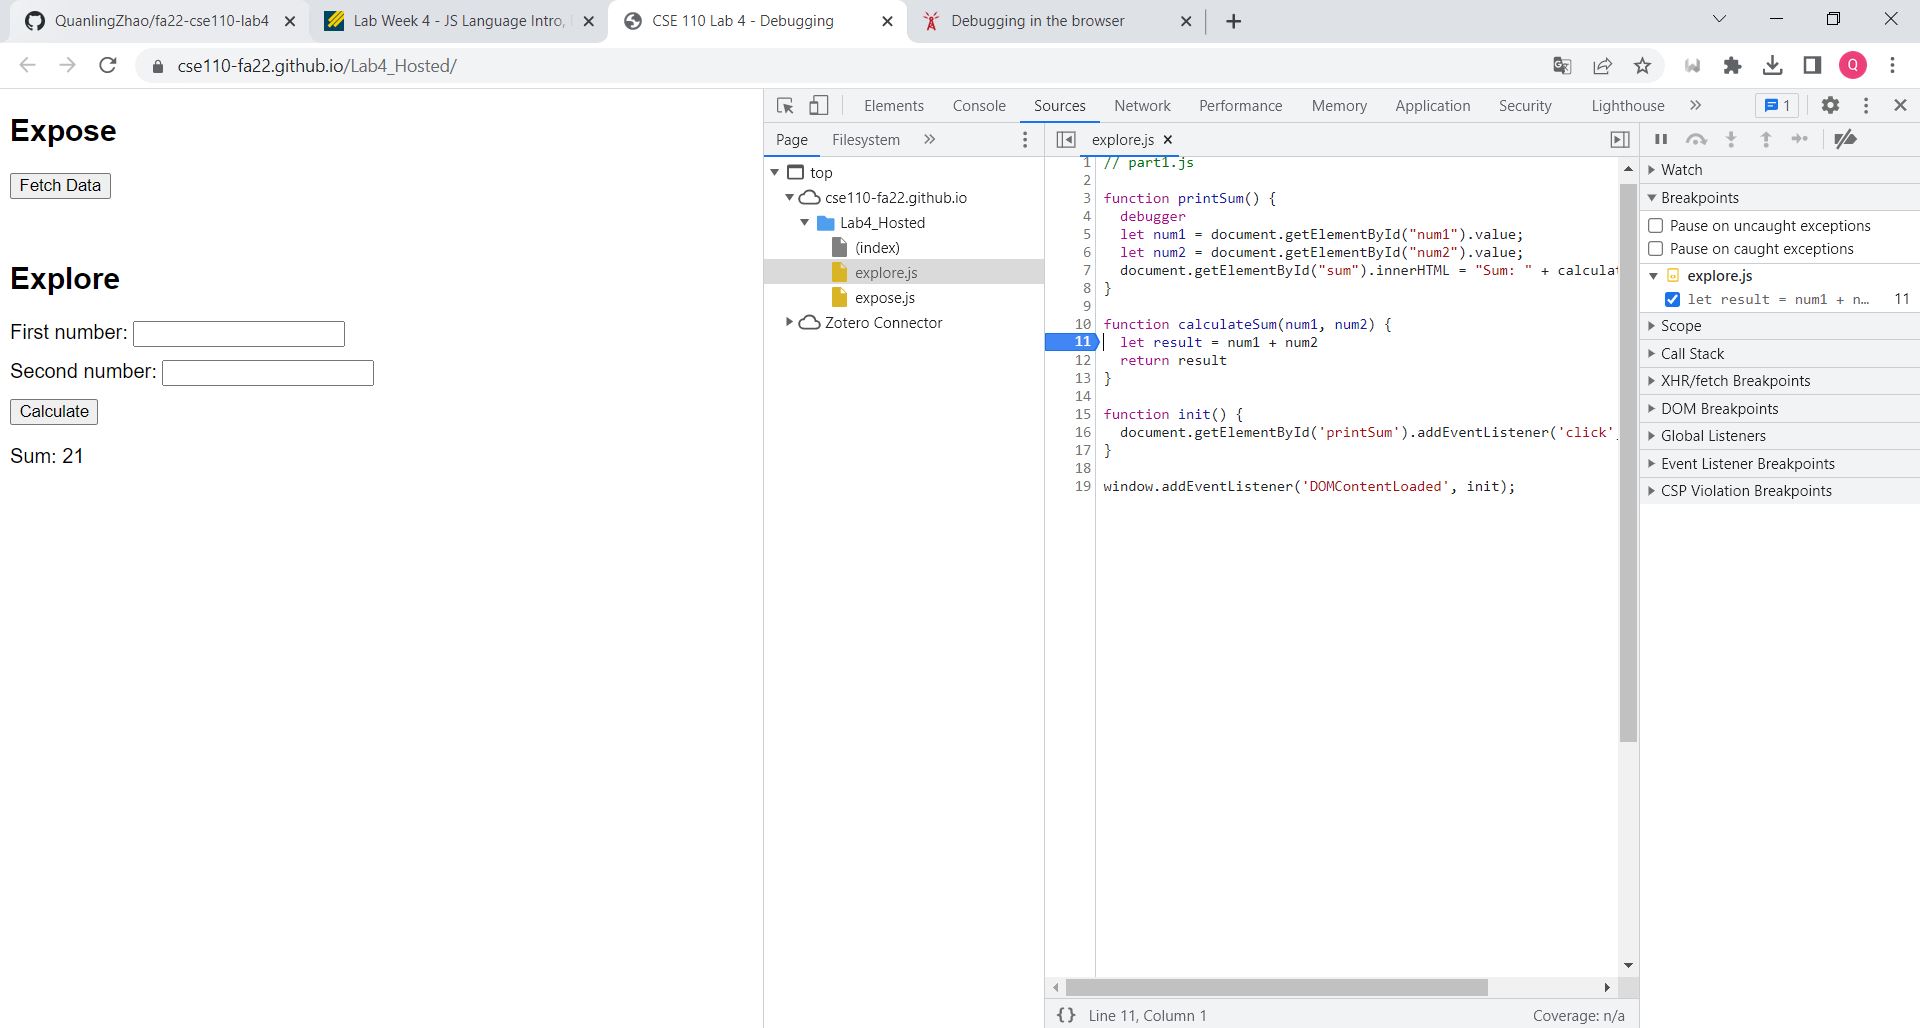 QuanlingZhao/fa22-cse110-lab4
Lab Week 4 - JS Language Intro,
CSE 110 Lab 4 - Debugging
Debugging in the browser
cse110-fa22.github.io/Lab4_Hosted/
Q
Expose
Fetch Data
Explore
First number:
Second number:
Calculate
Sum: 21
Elements
Console
Sources
Network
Performance
Memory
Application
Security
Lighthouse
1
Page
Filesystem
top
cse110-fa22.github.io
Lab4_Hosted
(index)
explore.js
expose.js
Zotero Connector
explore.js
1 // part1.js
2
3 function printSum() {
4 debugger
5 let num1 = document.getElementById("num1").value;
6 let num2 = document.getElementById("num2").value;
7 document.getElementById("sum").innerHTML = "Sum: " + calculat
8 }
9
10 function calculateSum(num1, num2) {
11 let result = num1 + num2
12 return result
13 }
14
15 function init() {
16 document.getElementById('printSum').addEventListener('click'
17 }
18
19 window.addEventListener('DOMContentLoaded', init);
{} Line 11, Column 1
Coverage: n/a
Watch
Breakpoints
Pause on uncaught exceptions
Pause on caught exceptions
explore.js
let result = num1 + n… 11
Scope
Call Stack
XHR/fetch Breakpoints
DOM Breakpoints
Global Listeners
Event Listener Breakpoints
CSP Violation Breakpoints